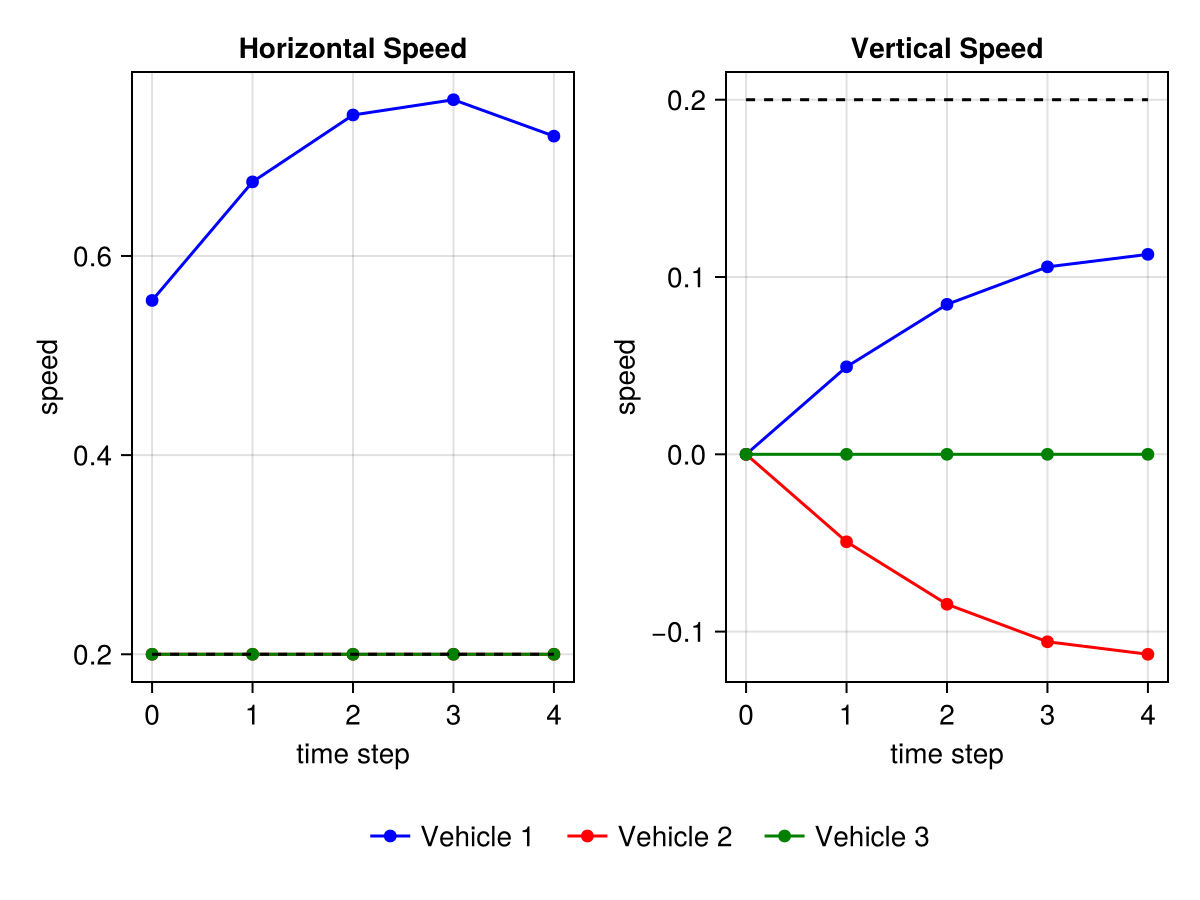 Horizontal Speed
speed
0.6
0.4
0.2
0 1 2 3 4
time step
Vertical Speed
speed
0.2
0.1
0.0
−0.1
0 1 2 3 4
time step
Vehicle 1 Vehicle 2 Vehicle 3